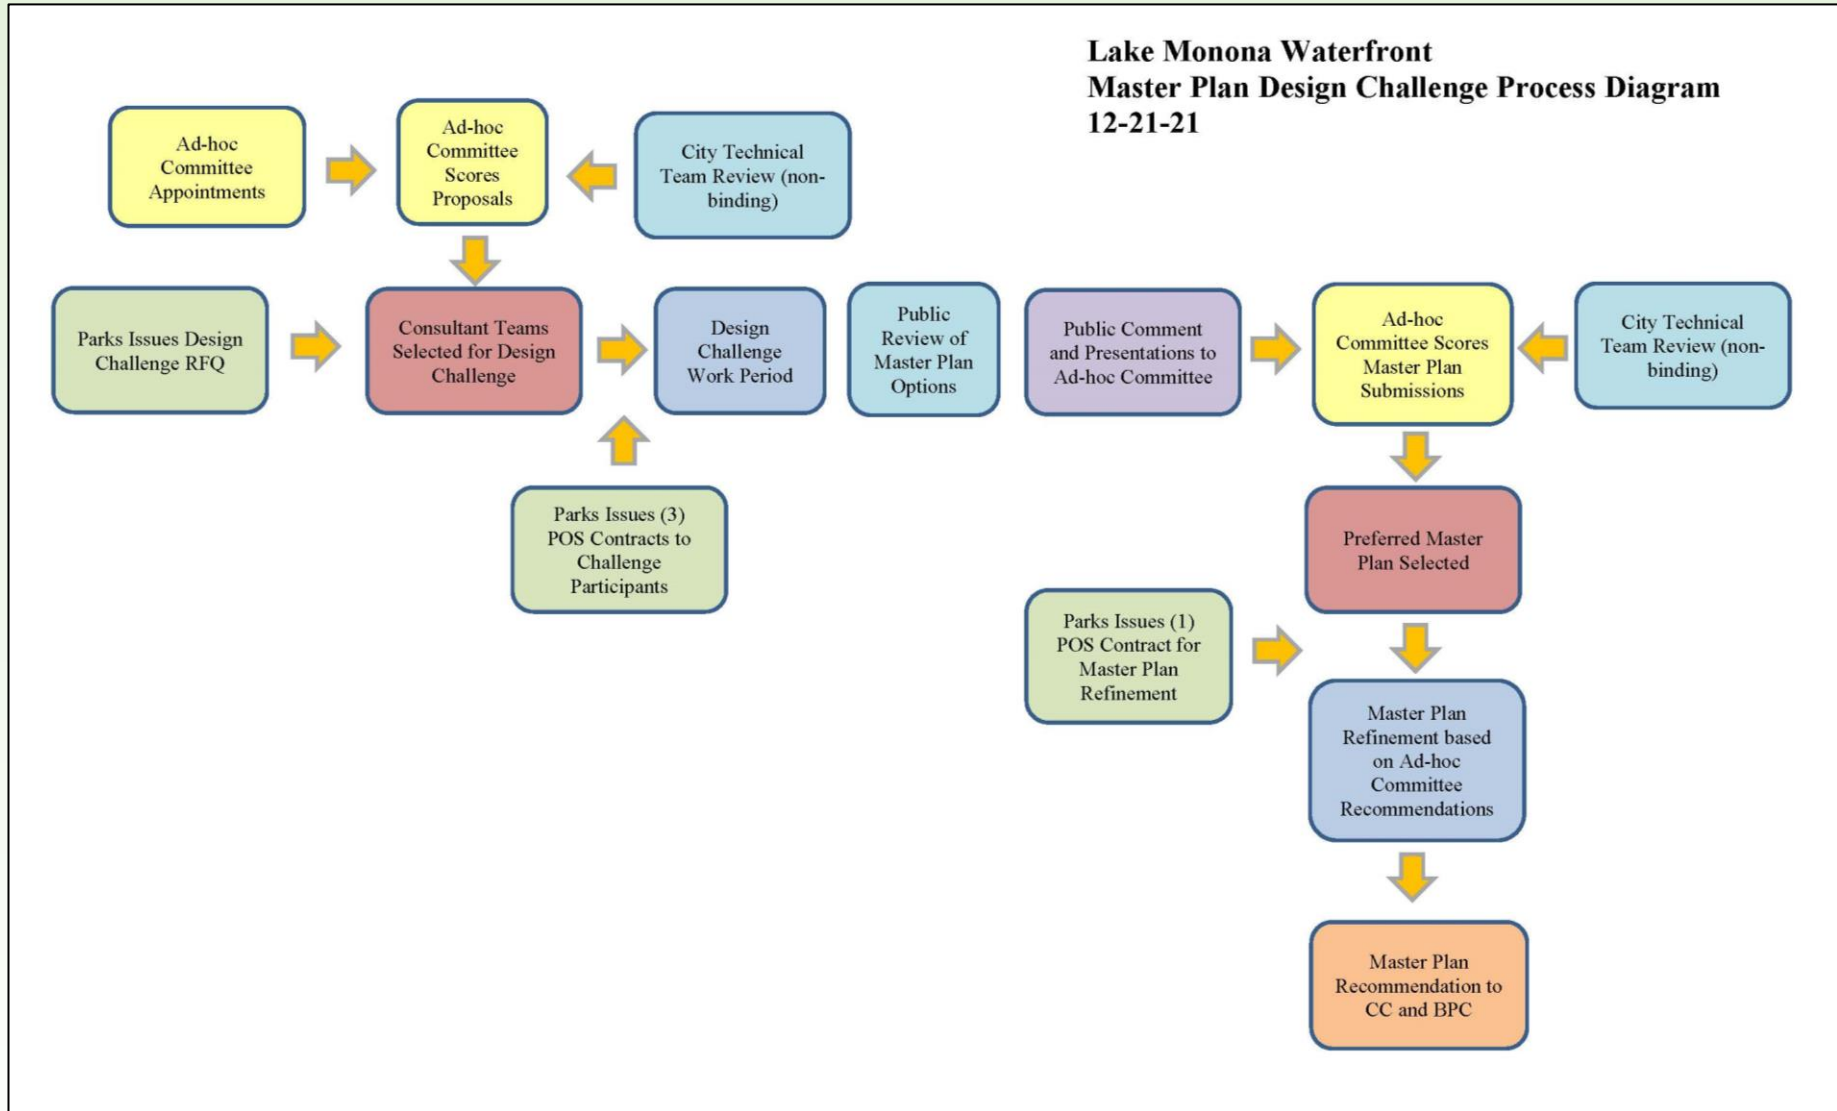 Lake Monona Waterfront
Master Plan Design Challenge Process Diagram
12-21-21
Ad-hoc
Committee
Appointments
Ad-hoc
Committee
Scores
Proposals
City Technical
Team Review (non-
binding)
Parks Issues Design
Challenge RFQ
Consultant Teams
Selected for Design
Challenge
Design
Challenge
Work Period
Public
Review of
Master Plan
Options
Public Comment
and Presentations to
Ad-hoc Committee
Ad-hoc
Committee Scores
Master Plan
Submissions
City Technical
Team Review (non-
binding)
Parks Issues (3)
POS Contracts to
Challenge
Participants
Preferred Master
Plan Selected
Parks Issues (1)
POS Contract for
Master Plan
Refinement
Master Plan
Refinement based
on Ad-hoc
Committee
Recommendations
Master Plan
Recommendation to
CC and BPC